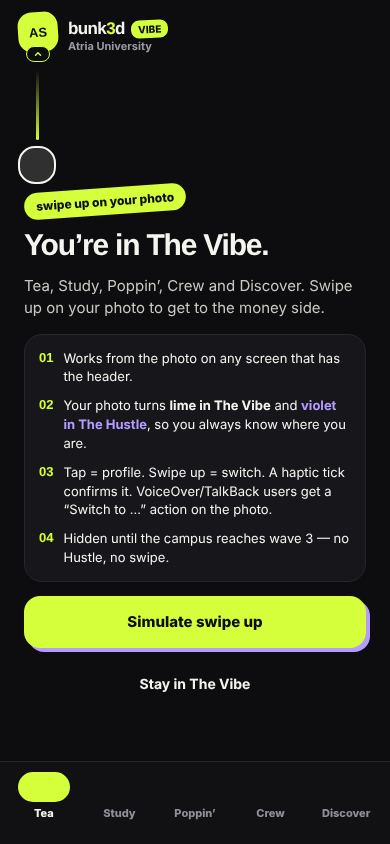 AS
bunk3d VIBE
Atria University
swipe up on your photo
You’re in The Vibe.
Tea, Study, Poppin’, Crew and Discover. Swipe
up on your photo to get to the money side.
01 Works from the photo on any screen that has
the header.
02 Your photo turns lime in The Vibe and violet
in The Hustle, so you always know where you
are.
03 Tap = profile. Swipe up = switch. A haptic tick
confirms it. VoiceOver/TalkBack users get a
“Switch to …” action on the photo.
04 Hidden until the campus reaches wave 3 — no
Hustle, no swipe.
Simulate swipe up
Stay in The Vibe
Tea Study Poppin’ Crew Discover